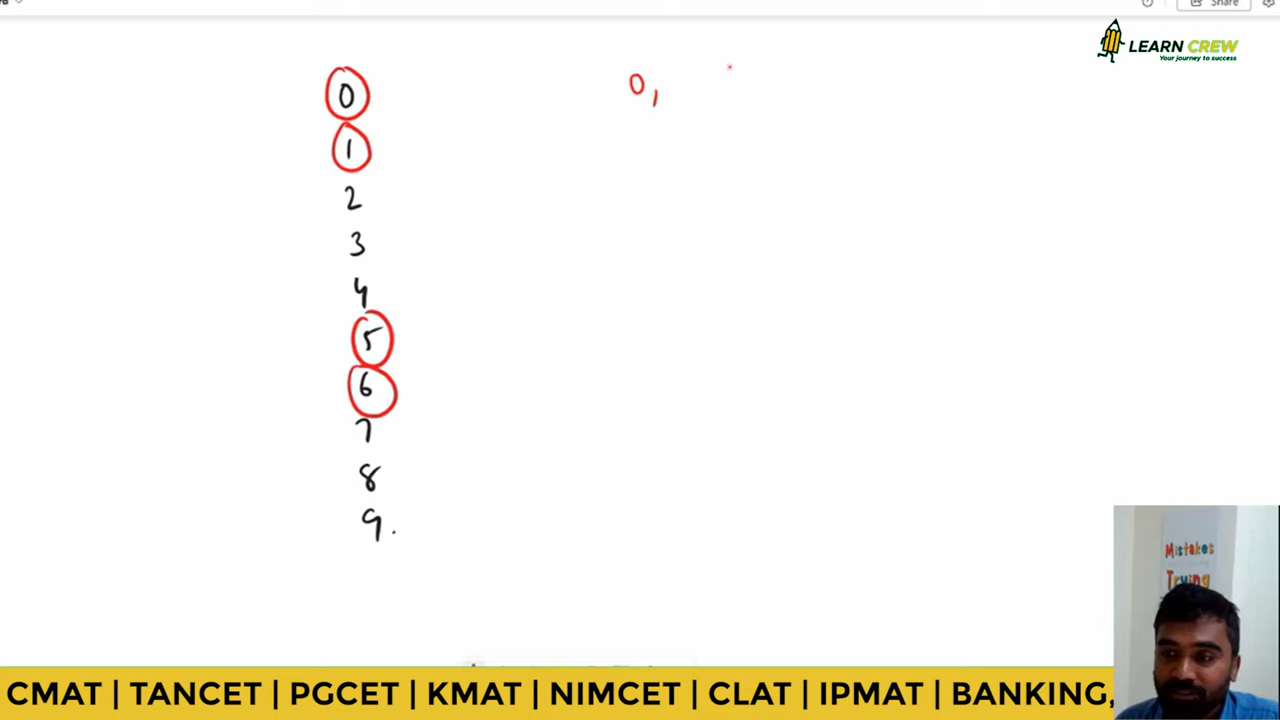 Share
LEARN CREW
Your journey to success
0
0,
1
2
3
4
5
6
7
8
9.
Mistakes
Trying
CMAT | TANCET | PGCET | KMAT | NIMCET | CLAT | IPMAT | BANKING,